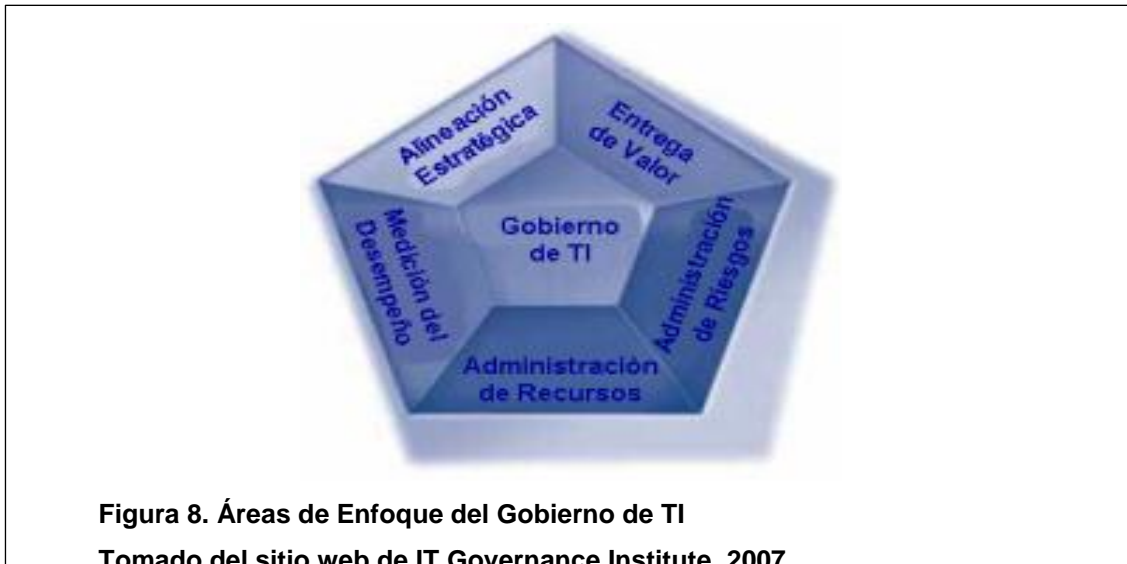 Alineación
Estratégica
Entrega
de Valor
Gobierno
de TI
Medición del
Desempeño
Administración
de Riesgos
Administración
de Recursos
Figura 8. Áreas de Enfoque del Gobierno de TI
Tomado del sitio web de IT Governance Institute, 2007